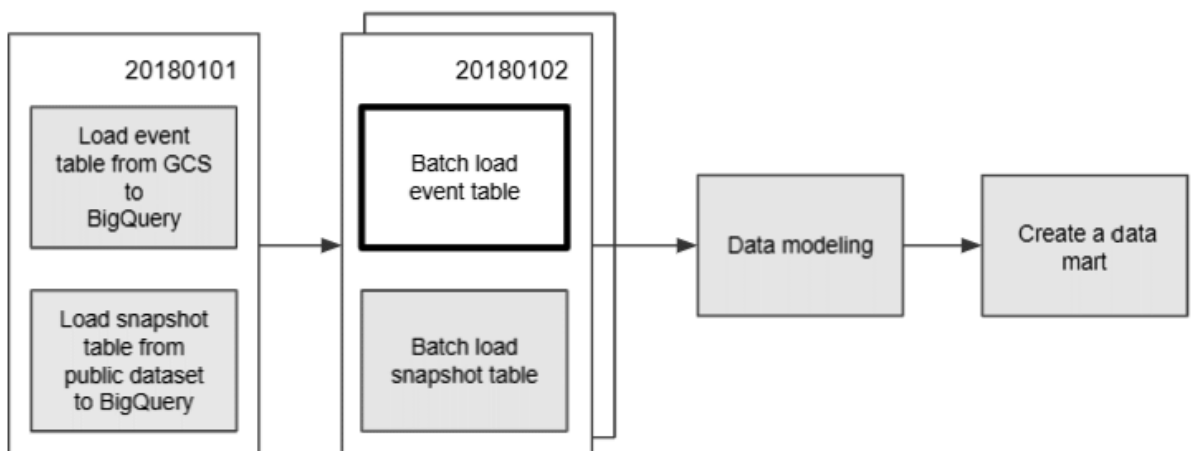 20180101
Load event
table from GCS
to
BigQuery
Load snapshot
table from
public dataset
to BigQuery
20180102
Batch load
event table
Batch load
snapshot table
Data modeling
Create a data
mart